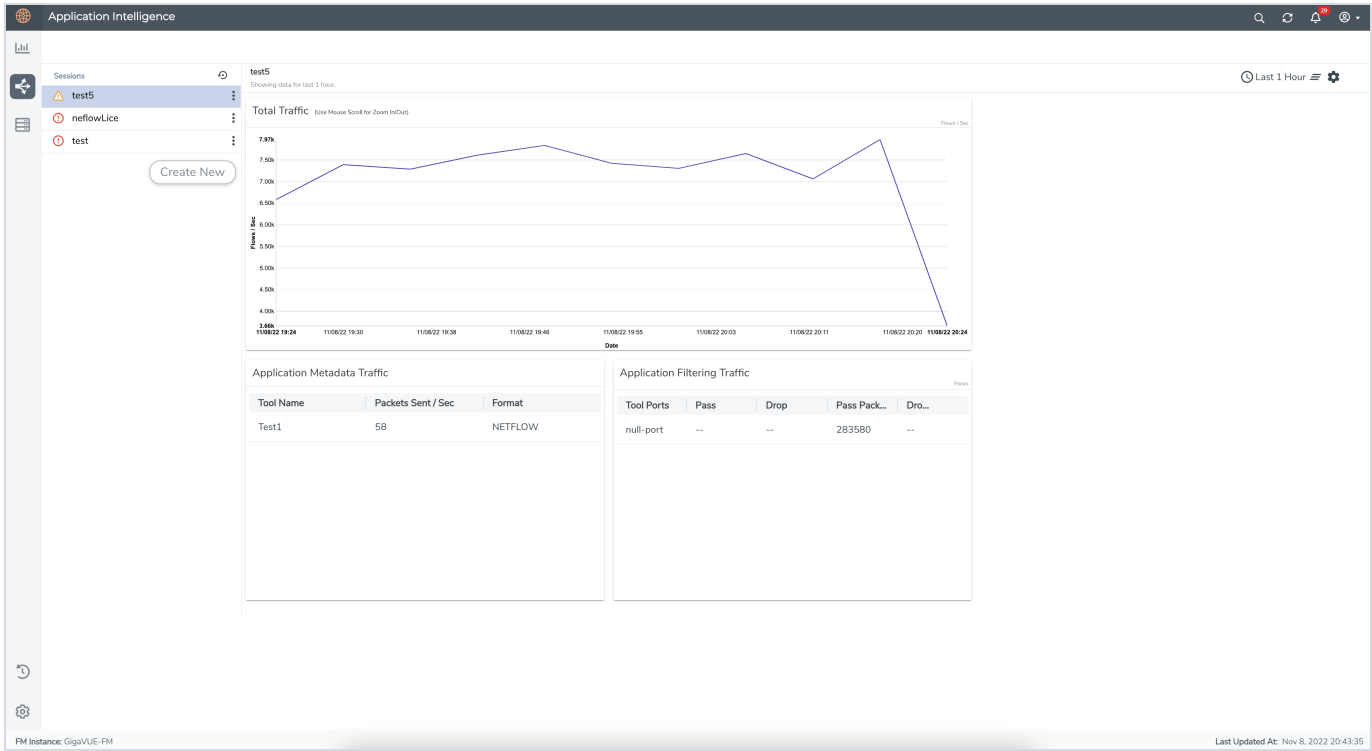 Application Intelligence
29
Sessions
test5
neflowLice
test
Create New
test5
Showing data for last 1 hour.
Last 1 Hour
Total Traffic (Use Mouse Scroll for Zoom In/Out)
Flows / Sec
7.97k
7.50k
7.00k
6.50k
6.00k
5.50k
5.00k
4.50k
4.00k
3.66k
Flows / Sec
11/08/22 19:24 11/08/22 19:30 11/08/22 19:38 11/08/22 19:46 11/08/22 19:55 11/08/22 20:03 11/08/22 20:11 11/08/22 20:20 11/08/22 20:24
Date
Application Metadata Traffic
Tool Name Packets Sent / Sec Format
Test1 58 NETFLOW
Application Filtering Traffic
Flows
Tool Ports Pass Drop Pass Pack... Dro...
null-port -- -- 283580 --
FM Instance: GigaVUE-FM
Last Updated At: Nov 8, 2022 20:43:35